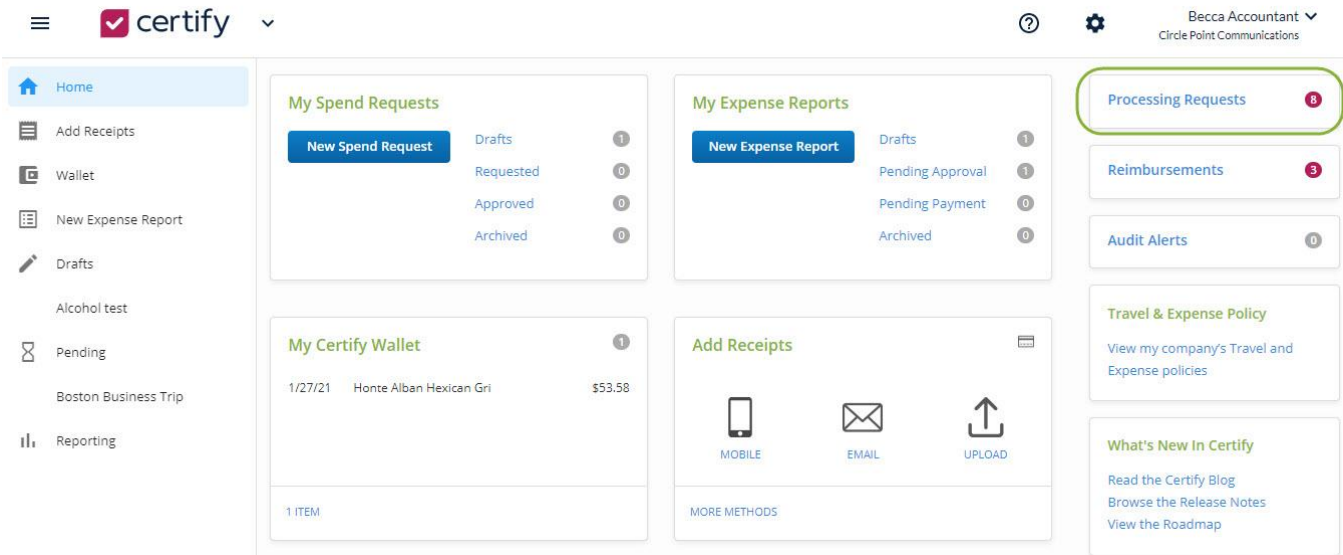 certify
Becca Accountant
Circle Point Communications
Home
Add Receipts
Wallet
New Expense Report
Drafts
Alcohol test
Pending
Boston Business Trip
Reporting
My Spend Requests
New Spend Request
Drafts 1
Requested 0
Approved 0
Archived 0
My Expense Reports
New Expense Report
Drafts 1
Pending Approval 1
Pending Payment 0
Archived 0
My Certify Wallet 1
1/27/21 Honte Alban Hexican Gri $53.58
1 ITEM
Add Receipts
MOBILE
EMAIL
UPLOAD
MORE METHODS
Processing Requests 8
Reimbursements 3
Audit Alerts 0
Travel & Expense Policy
View my company's Travel and
Expense policies
What's New In Certify
Read the Certify Blog
Browse the Release Notes
View the Roadmap